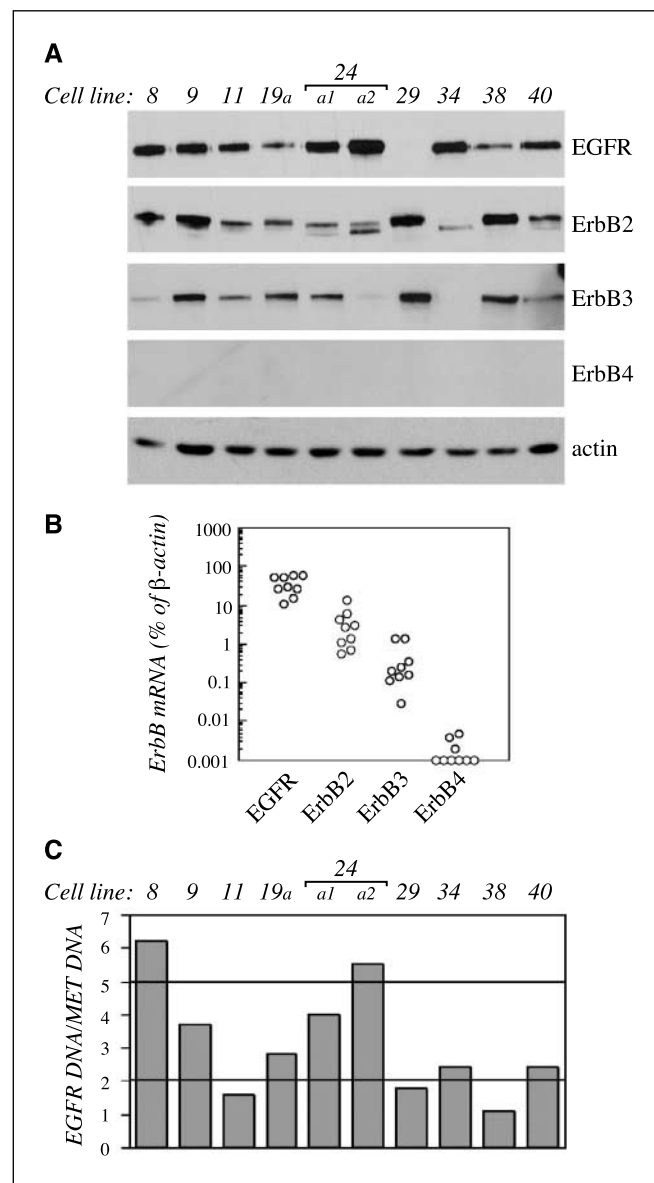 A
24
Cell line: 8 9 11 19a a1 a2 29 34 38 40
EGFR
ErbB2
ErbB3
ErbB4
actin
B
ErbB mRNA (% of β-actin)
1000
100
10
1
0.1
0.01
0.001
EGFR
ErbB2
ErbB3
ErbB4
C
24
Cell line: 8 9 11 19a a1 a2 29 34 38 40
EGFR DNA/MET DNA
7
6
5
4
3
2
1
0